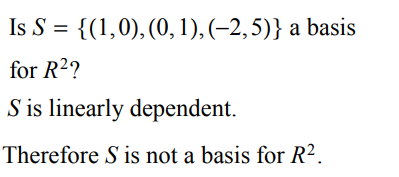 Is S = {(1,0),(0,1),(−2,5)} a basis
for R²?
S is linearly dependent.
Therefore S is not a basis for R².